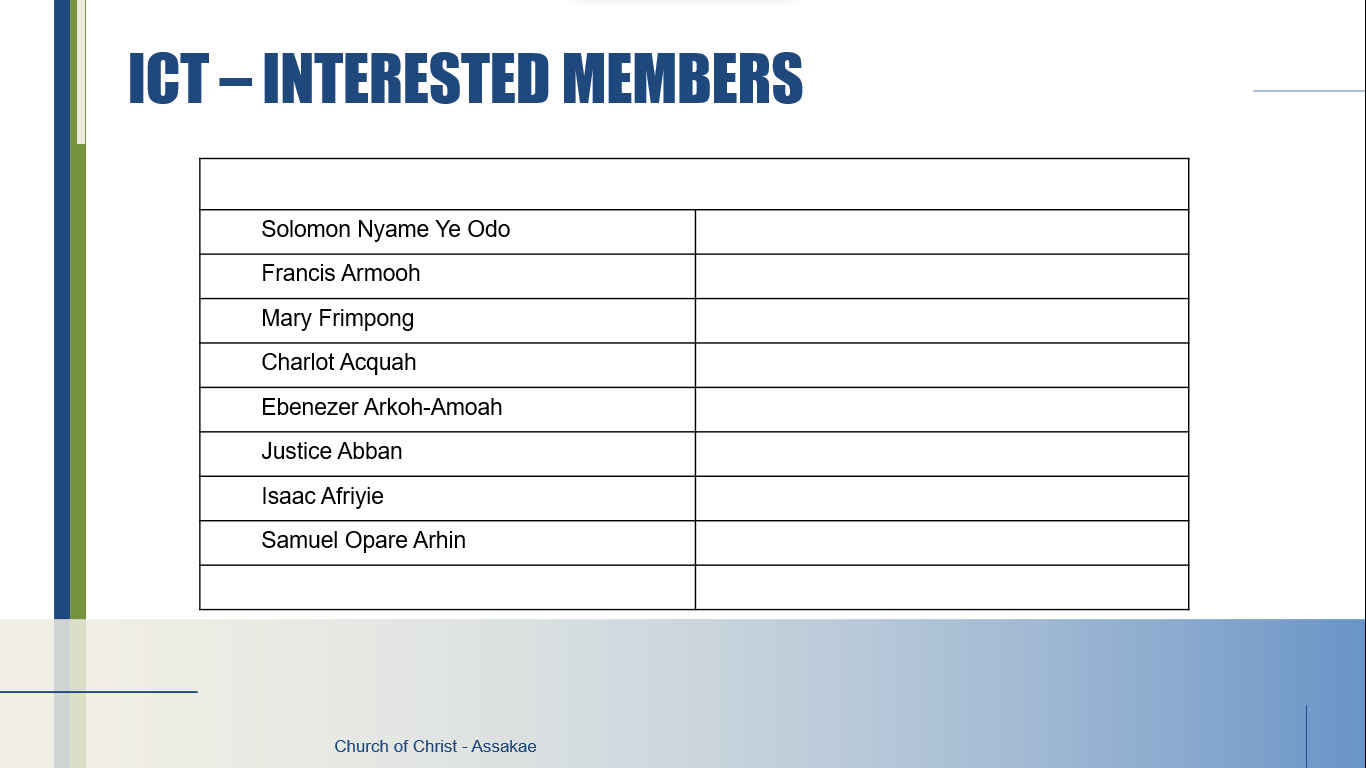 ICT – INTERESTED MEMBERS
Solomon Nyame Ye Odo
Francis Armooh
Mary Frimpong
Charlot Acquah
Ebenezer Arkoh-Amoah
Justice Abban
Isaac Afriyie
Samuel Opare Arhin
Church of Christ - Assakae